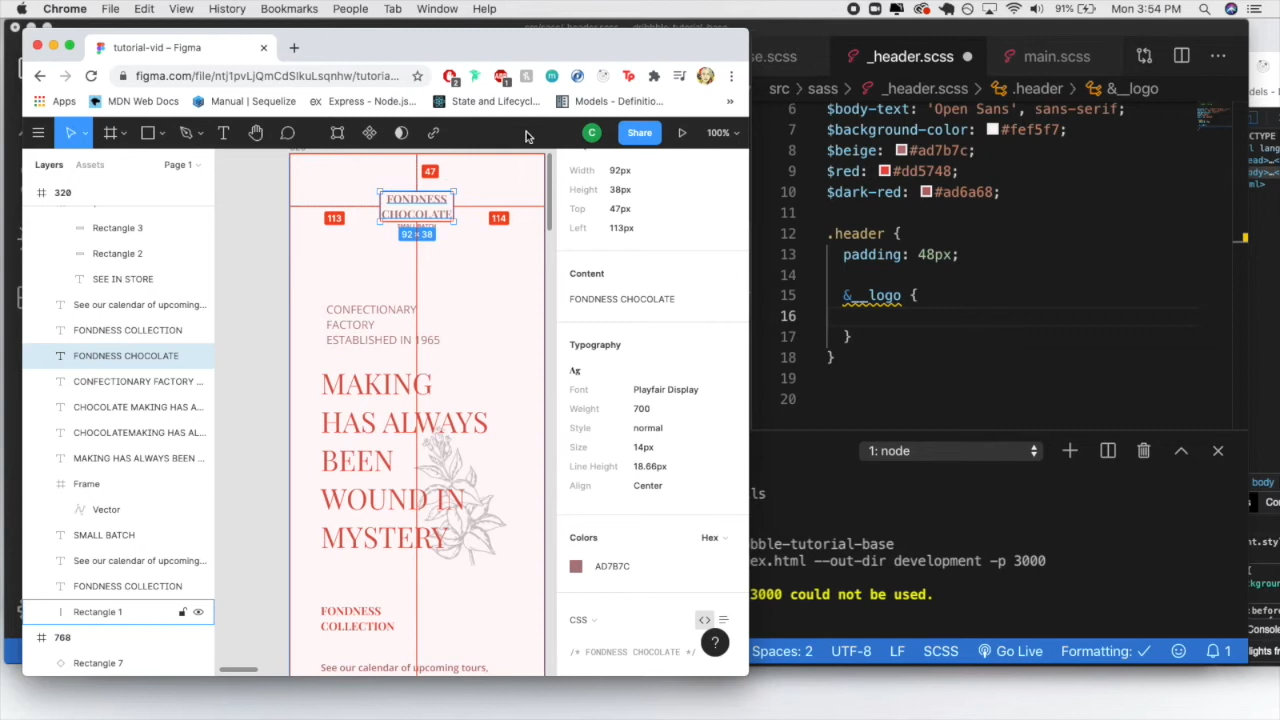 Chrome File Edit View History Bookmarks People Tab Window Help 91% Mon 3:54 PM
tutorial-vid – Figma
figma.com/file/ntj1pvLjQmCdSlkuLsqnhw/tutoria...
Apps MDN Web Docs Manual | Sequelize Express - Node.js... State and Lifecycl... Models - Definitio...
C Share 100%
Layers Assets Page 1
320
Rectangle 3
Rectangle 2
SEE IN STORE
See our calendar of upcoming...
FONDNESS COLLECTION
FONDNESS CHOCOLATE
CONFECTIONARY FACTORY ...
CHOCOLATE MAKING HAS A...
CHOCOLATEMAKING HAS AL...
MAKING HAS ALWAYS BEEN ...
Frame
Vector
SMALL BATCH
See our calendar of upcoming...
FONDNESS COLLECTION
Rectangle 1
768
Rectangle 7
47
FONDNESS
CHOCOLATE
113
114
92 × 38
CONFECTIONARY
FACTORY
ESTABLISHED IN 1965
MAKING
HAS ALWAYS
BEEN
WOUND IN
MYSTERY
FONDNESS
COLLECTION
See our calendar of upcoming tours,
Width 92px
Height 38px
Top 47px
Left 113px
Content
FONDNESS CHOCOLATE
Typography
Ag
Font Playfair Display
Weight 700
Style normal
Size 14px
Line Height 18.66px
Align Center
Colors Hex
AD7B7C
CSS
/* FONDNESS CHOCOLATE */
?
se.scss _header.scss main.scss
src > sass > _header.scss > .header > &__logo
6 $body-text: 'Open Sans', sans-serif;
7 $background-color: #fef5f7;
8 $beige: #ad7b7c;
9 $red: #dd5748;
10 $dark-red: #ad6a68;
11
12 .header {
13 padding: 48px;
14
15 &__logo {
16
17 }
18 }
19
20
1: node
ls
bble-tutorial-base
ex.html --out-dir development -p 3000
3000 could not be used.
Spaces: 2 UTF-8 LF SCSS Go Live Formatting: ✓ 1
body